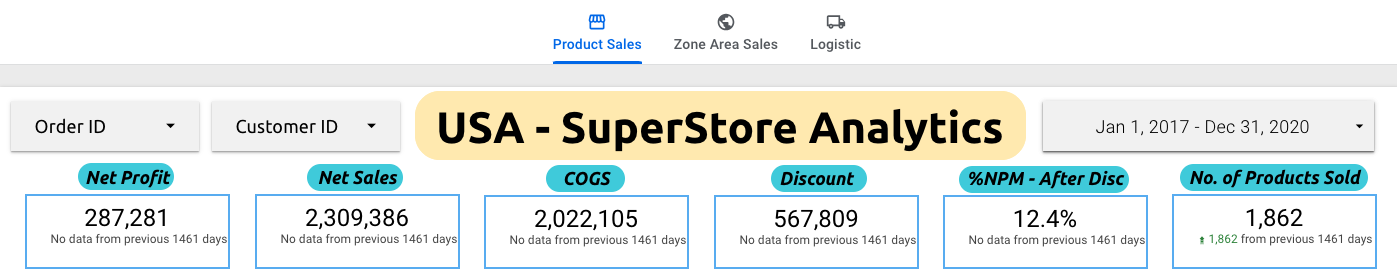 Product Sales
Zone Area Sales
Logistic
Order ID
Customer ID
USA - SuperStore Analytics
Jan 1, 2017 - Dec 31, 2020
Net Profit
287,281
No data from previous 1461 days
Net Sales
2,309,386
No data from previous 1461 days
COGS
2,022,105
No data from previous 1461 days
Discount
567,809
No data from previous 1461 days
%NPM - After Disc
12.4%
No data from previous 1461 days
No. of Products Sold
1,862
1,862 from previous 1461 days